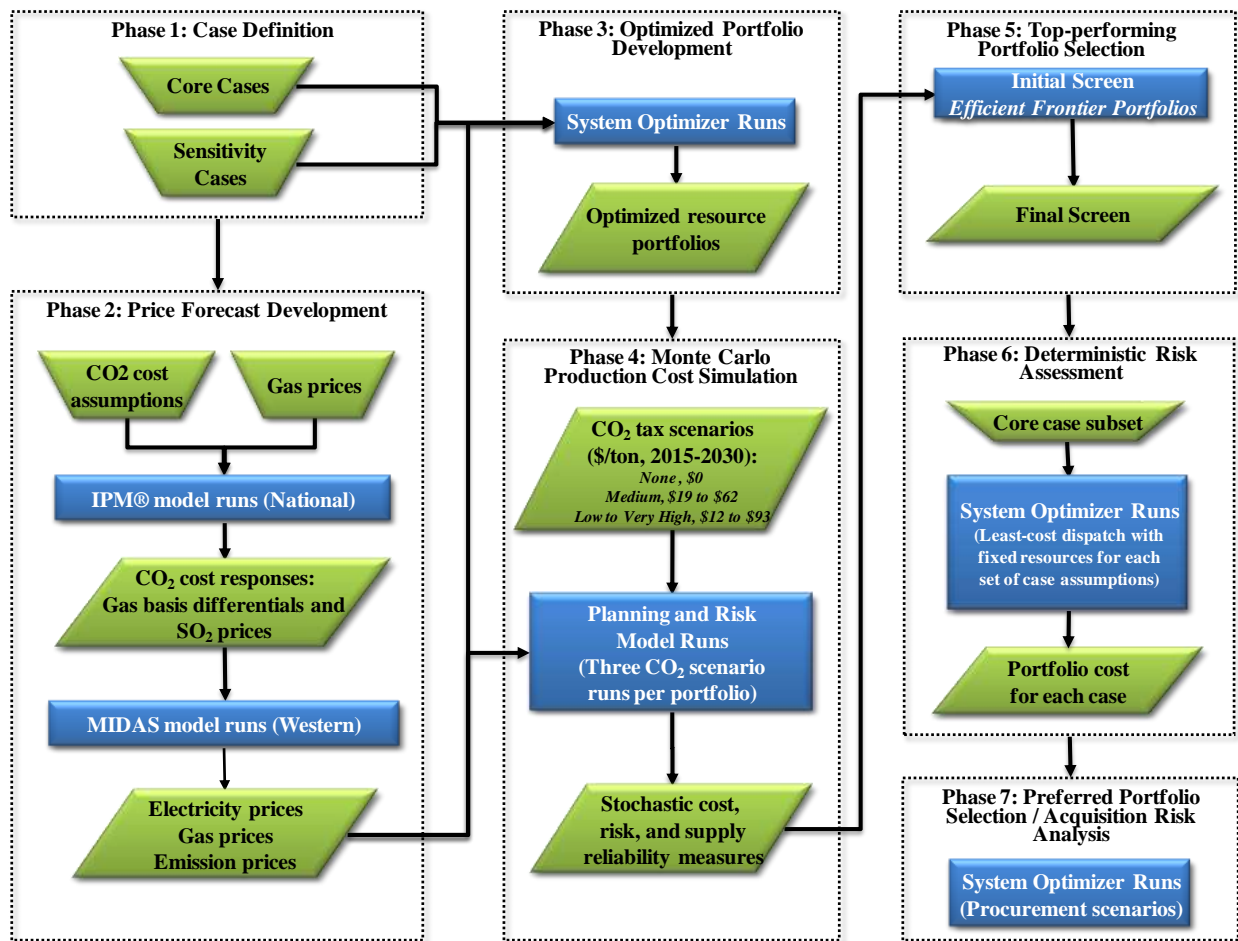 Phase 1: Case Definition
Core Cases
Sensitivity
Cases
Phase 2: Price Forecast Development
CO2 cost
assumptions
Gas prices
IPM® model runs (National)
CO₂ cost responses:
Gas basis differentials and
SO₂ prices
MIDAS model runs (Western)
Electricity prices
Gas prices
Emission prices
Phase 3: Optimized Portfolio
Development
System Optimizer Runs
Optimized resource
portfolios
Phase 4: Monte Carlo
Production Cost Simulation
CO₂ tax scenarios
($/ton, 2015-2030):
None , $0
Medium, $19 to $62
Low to Very High, $12 to $93
Planning and Risk
Model Runs
(Three CO₂ scenario
runs per portfolio)
Stochastic cost,
risk, and supply
reliability measures
Phase 5: Top-performing
Portfolio Selection
Initial Screen
Efficient Frontier Portfolios
Final Screen
Phase 6: Deterministic Risk
Assessment
Core case subset
System Optimizer Runs
(Least-cost dispatch with
fixed resources for each
set of case assumptions)
Portfolio cost
for each case
Phase 7: Preferred Portfolio
Selection / Acquisition Risk
Analysis
System Optimizer Runs
(Procurement scenarios)